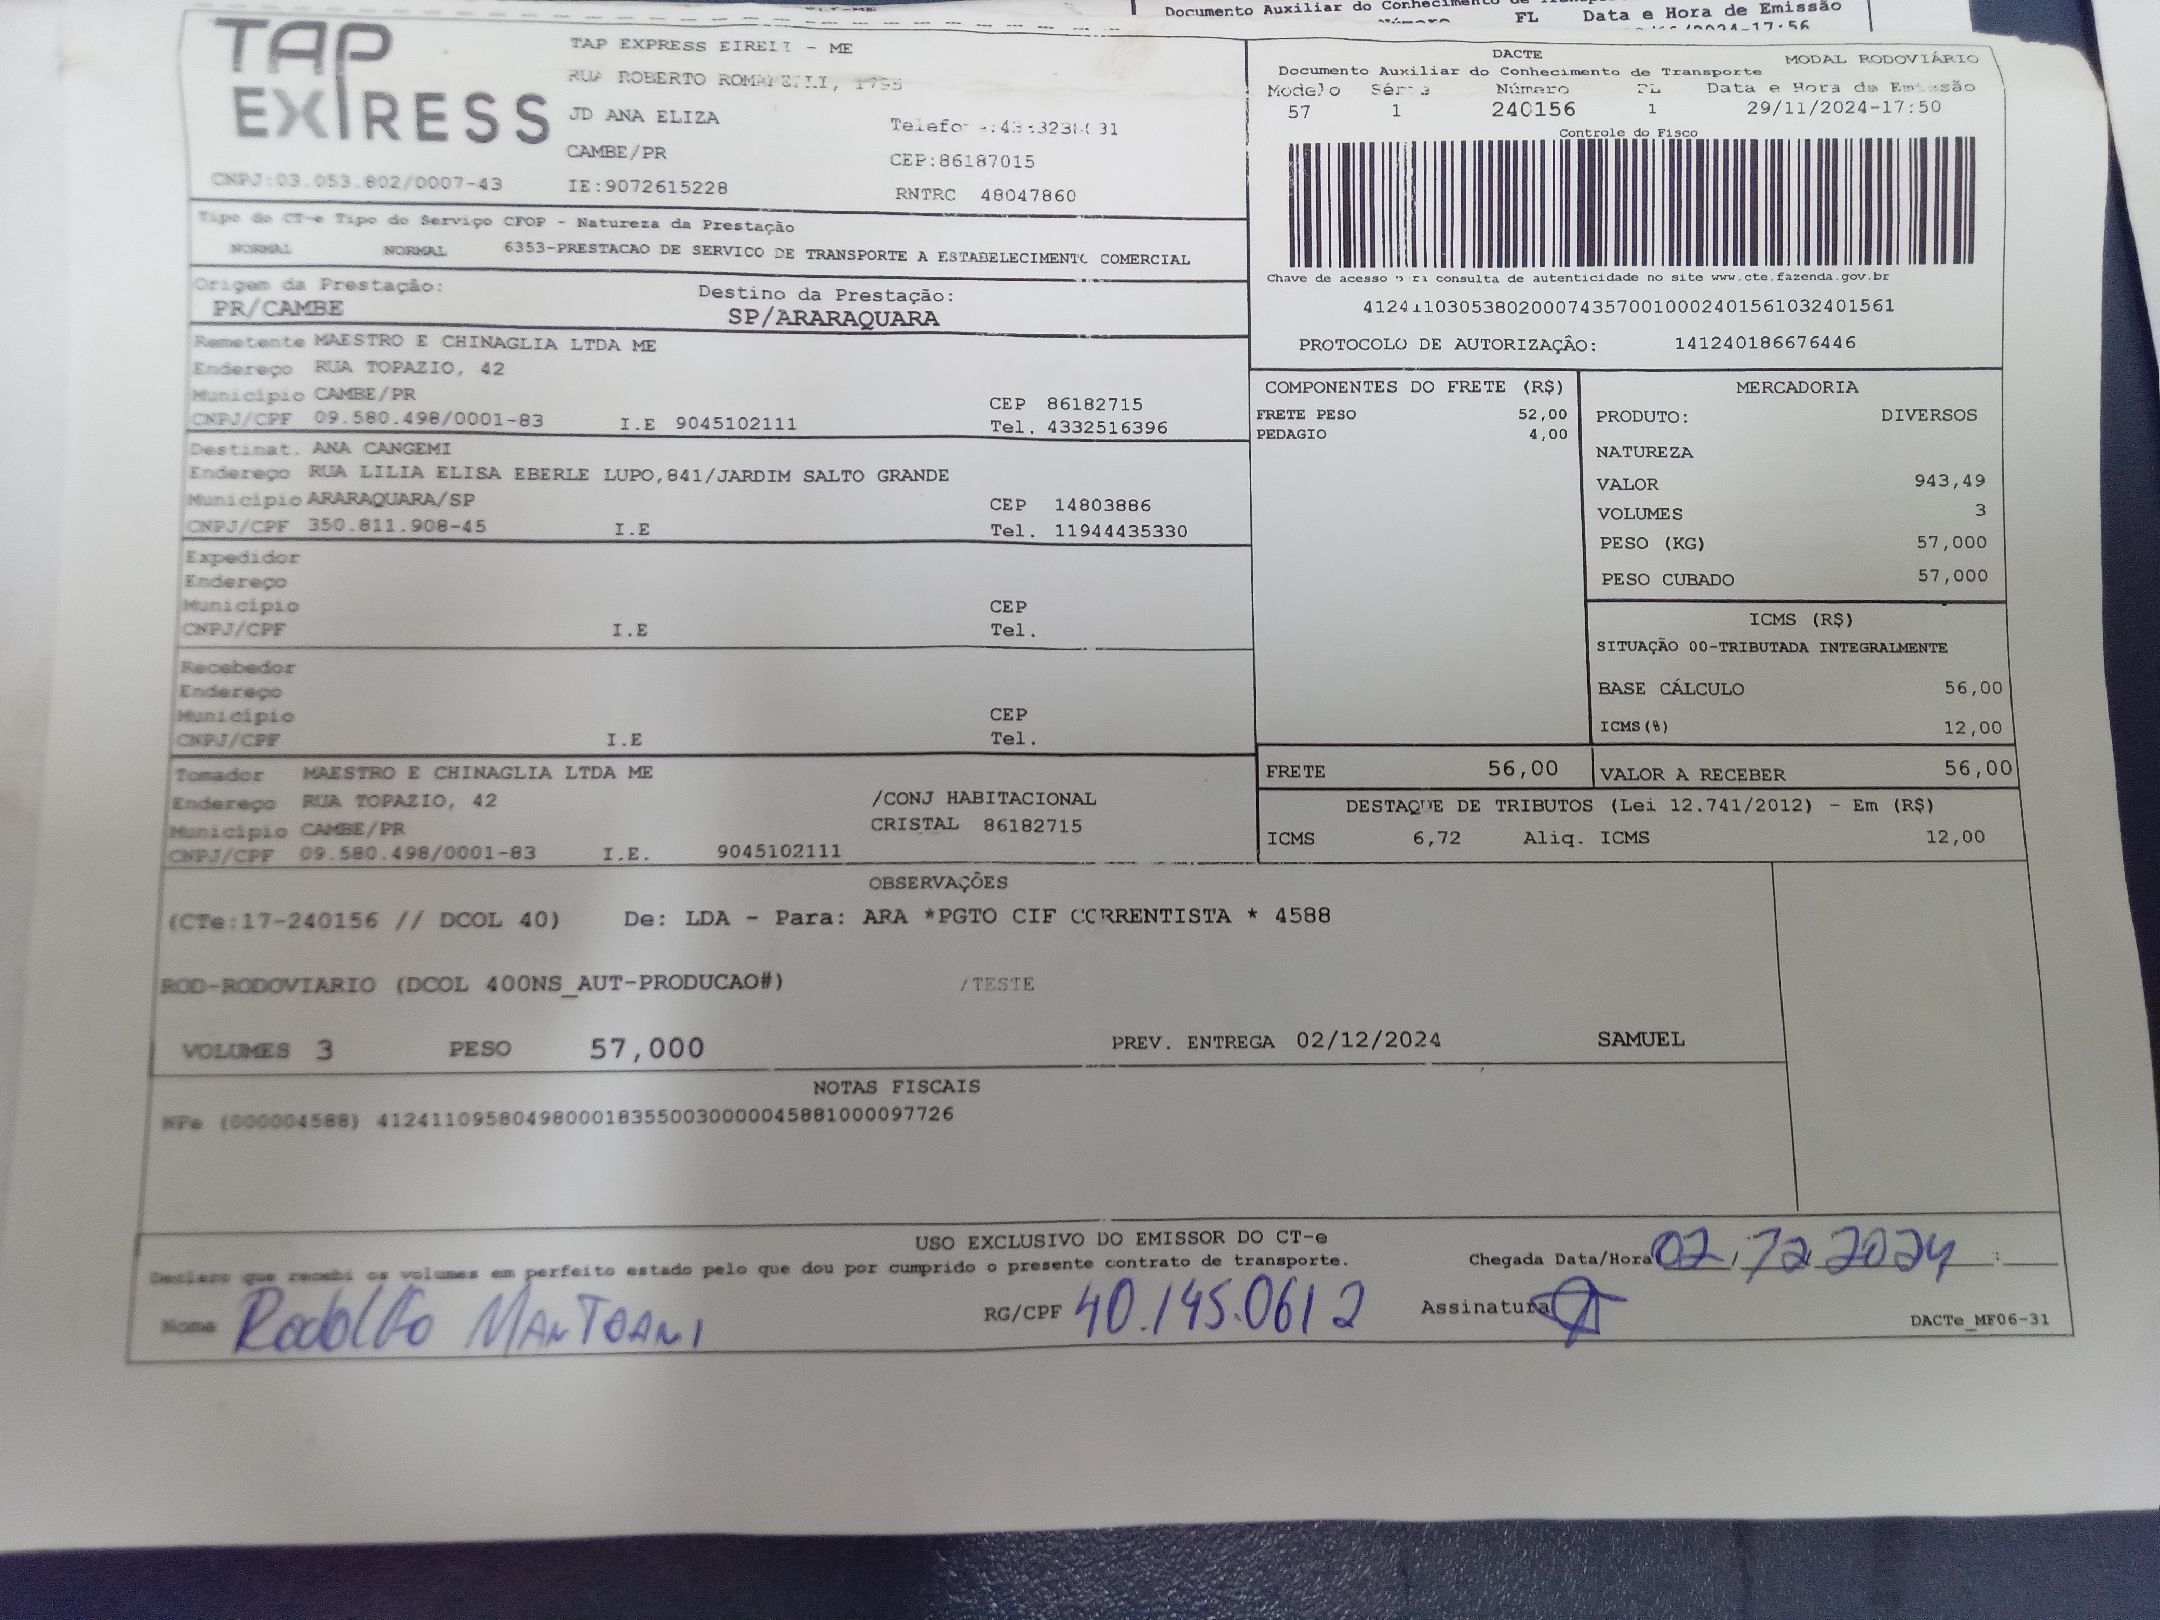 Documento Auxiliar do Conhecimento de
FL Data e Hora de Emissão
TAP EXPRESS
TAP EXPRESS EIRELI - ME
RUA ROBERTO
JD ANA ELIZA
CAMBE/PR
CEP:86187015
CNPJ:03.053.802/0007-43
IE:9072615228
RNTRC 48047860
DACTE
MODAL RODOVIÁRIO
Documento Auxiliar do Conhecimento de Transporte
Modelo Série Número FL Data e Hora de Emissão
57 1 240156 1 29/11/2024-17:50
Controle do Fisco
Chave de acesso para consulta de autenticidade no site www.cte.fazenda.gov.br
41241103053802000743570010002401561032401561
PROTOCOLO DE AUTORIZAÇÃO: 141240186676446
Tipo do CT-e Tipo do Serviço CFOP - Natureza da Prestação
NORMAL NORMAL 6353-PRESTACAO DE SERVICO DE TRANSPORTE A ESTABELECIMENTO COMERCIAL
Origem da Prestação: Destino da Prestação:
PR/CAMBE SP/ARARAQUARA
Remetente MAESTRO E CHINAGLIA LTDA ME
Endereço RUA TOPAZIO, 42
Município CAMBE/PR CEP 86182715
CNPJ/CPF 09.580.498/0001-83 I.E 9045102111 Tel. 4332516396
Destinat. ANA CANGEMI
Endereço RUA LILIA ELISA EBERLE LUPO,841/JARDIM SALTO GRANDE
Município ARARAQUARA/SP CEP 14803886
CNPJ/CPF 350.811.908-45 I.E Tel. 11944435330
Expedidor
Endereço
Município CEP
CNPJ/CPF I.E Tel.
Recebedor
Endereço
Município CEP
CNPJ/CPF I.E Tel.
Tomador MAESTRO E CHINAGLIA LTDA ME
Endereço RUA TOPAZIO, 42 /CONJ HABITACIONAL
Município CAMBE/PR CRISTAL 86182715
CNPJ/CPF 09.580.498/0001-83 I.E. 9045102111
COMPONENTES DO FRETE (R$)
FRETE PESO 52,00
PEDAGIO 4,00
MERCADORIA
PRODUTO: DIVERSOS
NATUREZA
VALOR 943,49
VOLUMES 3
PESO (KG) 57,000
PESO CUBADO 57,000
ICMS (R$)
SITUAÇÃO 00-TRIBUTADA INTEGRALMENTE
BASE CÁLCULO 56,00
ICMS(%) 12,00
FRETE 56,00 VALOR A RECEBER 56,00
DESTAQUE DE TRIBUTOS (Lei 12.741/2012) - Em (R$)
ICMS 6,72 Aliq. ICMS 12,00
OBSERVAÇÕES
(CTe:17-240156 // DCOL 40) De: LDA - Para: ARA *PGTO CIF CORRENTISTA * 4588
ROD-RODOVIARIO (DCOL 400NS_AUT-PRODUCAO#) /TESTE
VOLUMES 3 PESO 57,000 PREV. ENTREGA 02/12/2024 SAMUEL
NOTAS FISCAIS
NFe (000004588) 41241109580498000183550030000045881000097726
USO EXCLUSIVO DO EMISSOR DO CT-e
Declaro que recebi os volumes em perfeito estado pelo que dou por cumprido o presente contrato de transporte.
Chegada Data/Hora 02, 12, 2024 :
Nome Rodolfo Mantoani RG/CPF 40.145.061 2 Assinatura
DACTe_MF06-31